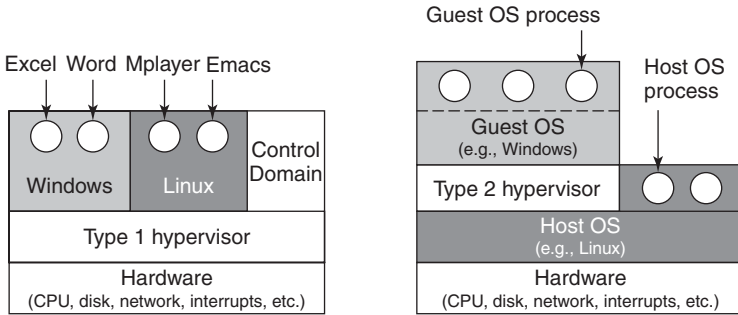 Excel Word Mplayer Emacs
Windows
Linux
Control
Domain
Type 1 hypervisor
Hardware
(CPU, disk, network, interrupts, etc.)
Guest OS process
Host OS
process
Guest OS
(e.g., Windows)
Type 2 hypervisor
Host OS
(e.g., Linux)
Hardware
(CPU, disk, network, interrupts, etc.)